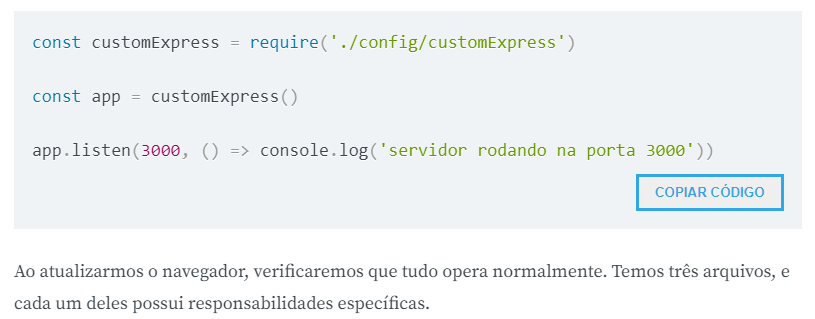 const customExpress = require('./config/customExpress')
const app = customExpress()
app.listen(3000, () => console.log('servidor rodando na porta 3000'))
COPIAR CÓDIGO
Ao atualizarmos o navegador, verificaremos que tudo opera normalmente. Temos três arquivos, e
cada um deles possui responsabilidades específicas.